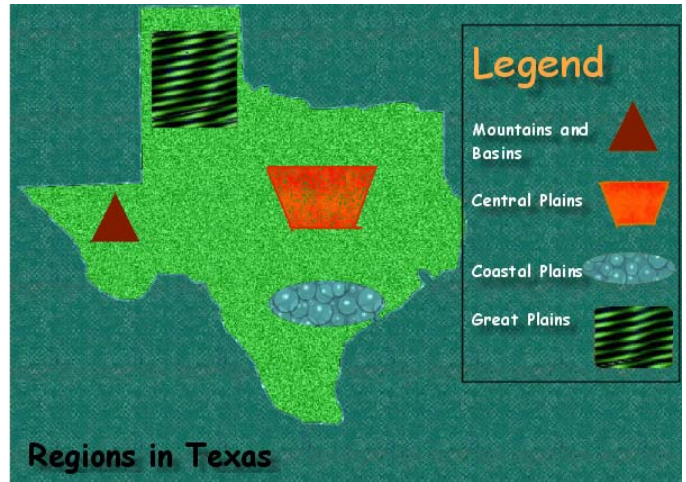 Legend
Mountains and
Basins
Central Plains
Coastal Plains
Great Plains
Regions in Texas